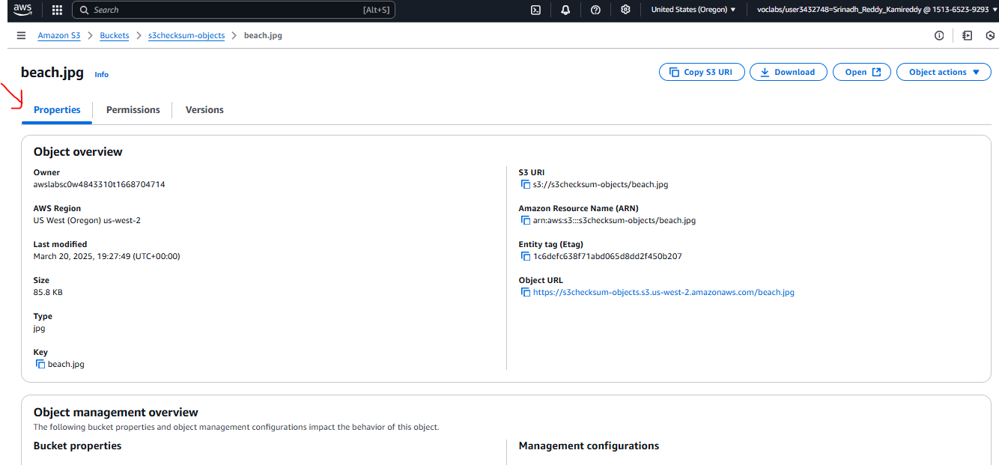 aws
Search [Alt+S] United States (Oregon) ▼ voclabs/user3432748=Srinadh_Reddy_Kamireddy @ 1513-6523-9293 ▼
Amazon S3 > Buckets > s3checksum-objects > beach.jpg
beach.jpg Info
Copy S3 URI Download Open Object actions ▼
Properties Permissions Versions
Object overview
Owner
awslabsc0w4843310t1668704714
AWS Region
US West (Oregon) us-west-2
Last modified
March 20, 2025, 19:27:49 (UTC+00:00)
Size
85.8 KB
Type
jpg
Key
beach.jpg
S3 URI
s3://s3checksum-objects/beach.jpg
Amazon Resource Name (ARN)
arn:aws:s3:::s3checksum-objects/beach.jpg
Entity tag (Etag)
1c6defc638f71abd065d8dd2f450b207
Object URL
https://s3checksum-objects.s3.us-west-2.amazonaws.com/beach.jpg
Object management overview
The following bucket properties and object management configurations impact the behavior of this object.
Bucket properties
Management configurations